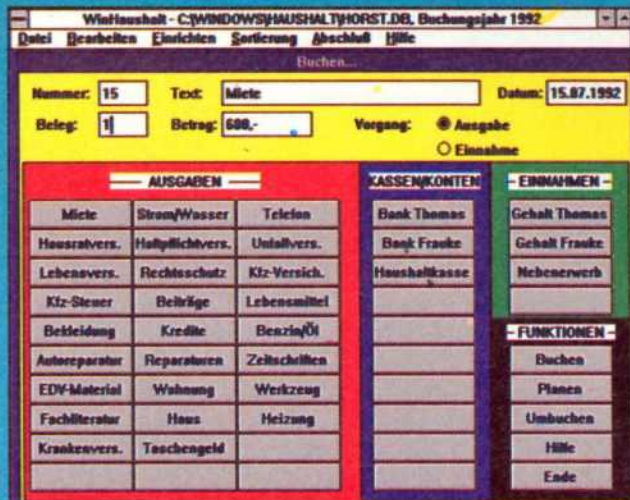 WinHaushalt - C:\WINDOWS\HAUSHALT\HORST.DB, Buchungsjahr 1992
Datei Bearbeiten Einrichten Sortierung Abschluß Hilfe
Buchen...
Nummer: 15 Text: Miete Datum: 15.07.1992
Beleg: 1 Betrag: 600,- Vorgang: Ausgabe
Einnahme
AUSGABEN KASSEN/KONTEN EINNAHMEN
Miete Strom/Wasser Telefon Bank Thomas Gehalt Thomas
Hausratvers. Haftpflichtvers. Unfallvers. Bank Frauke Gehalt Frauke
Lebensvers. Rechtsschutz Kfz-Versich. Haushaltkasse Nebenerwerb
Kfz-Steuer Beiträge Lebensmittel
Bekleidung Kredite Benzin/Öl FUNKTIONEN
Autoreparatur Reparaturen Zeitschriften Buchen
EDV-Material Wohnung Werkzeug Planen
Fachliteratur Haus Heizung Umbuchen
Krankenvers. Taschengeld Hilfe
Ende